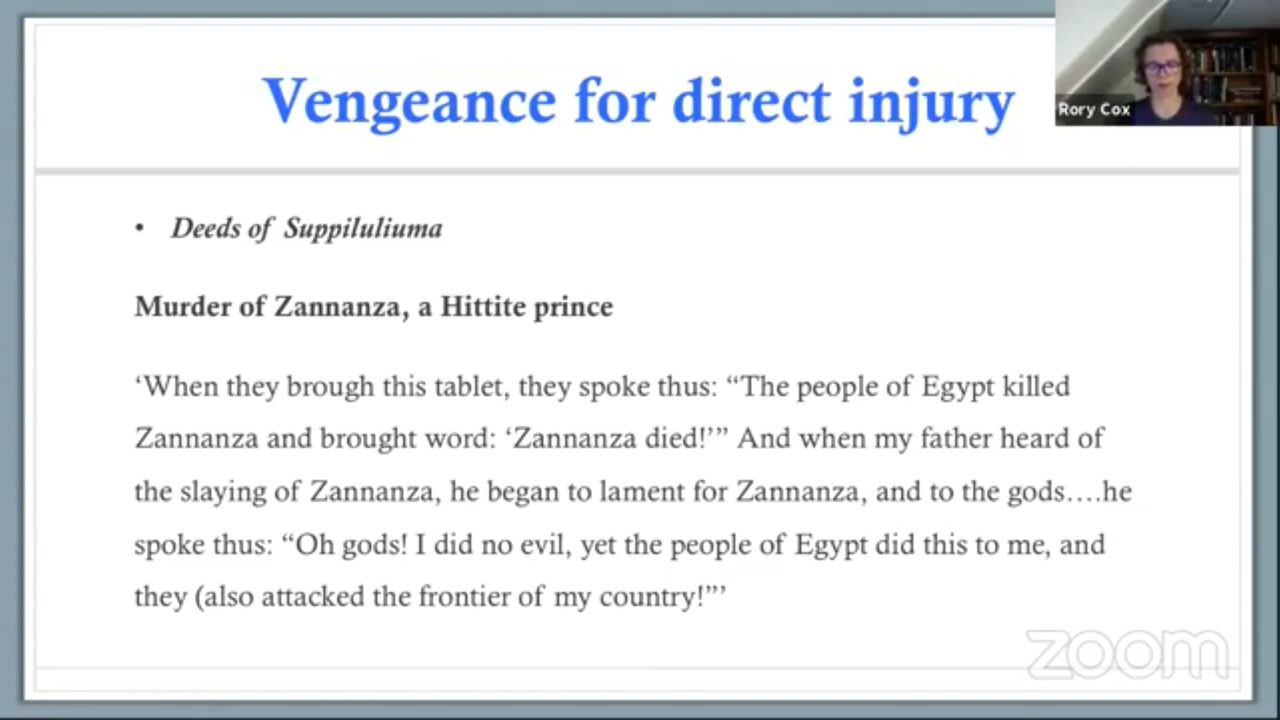 Vengeance for direct injury
Rory Cox
• Deeds of Suppiluliuma
Murder of Zannanza, a Hittite prince
‘When they brough this tablet, they spoke thus: “The people of Egypt killed
Zannanza and brought word: ‘Zannanza died!’” And when my father heard of
the slaying of Zannanza, he began to lament for Zannanza, and to the gods….he
spoke thus: “Oh gods! I did no evil, yet the people of Egypt did this to me, and
they (also attacked the frontier of my country!”’
zoom